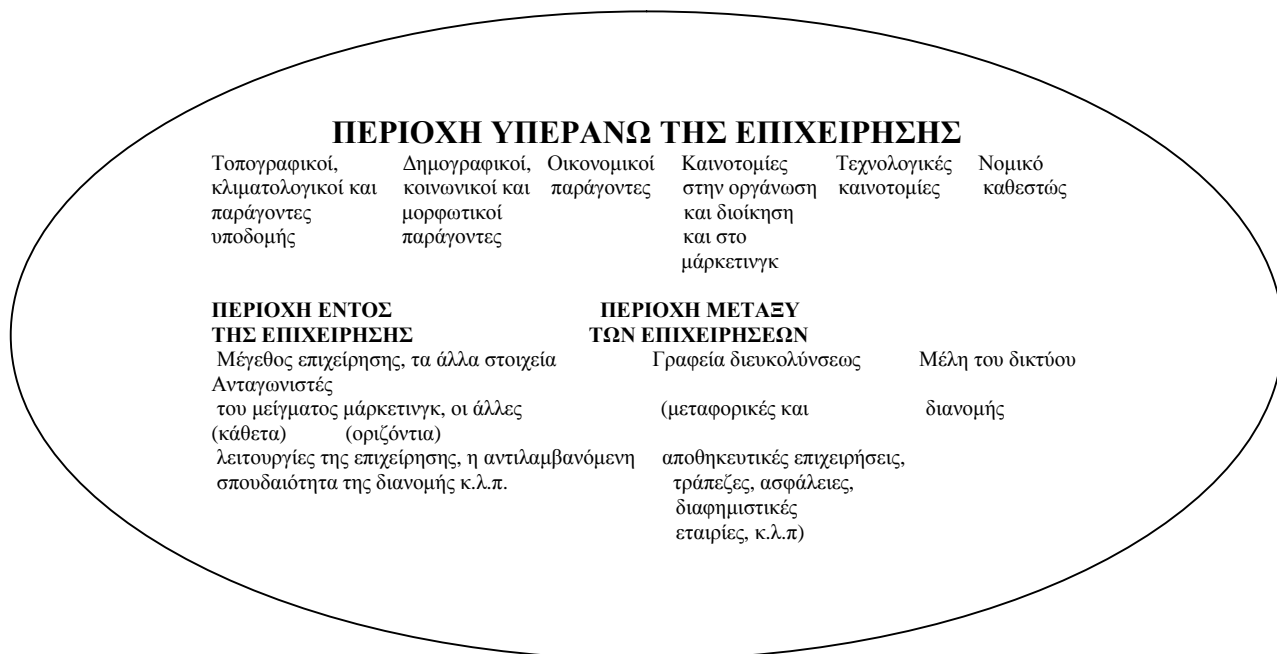 ΠΕΡΙΟΧΗ ΥΠΕΡΑΝΩ ΤΗΣ ΕΠΙΧΕΙΡΗΣΗΣ
Τοπογραφικοί, Δημογραφικοί, Οικονομικοί Καινοτομίες Τεχνολογικές Νομικό
κλιματολογικοί και κοινωνικοί και παράγοντες στην οργάνωση καινοτομίες καθεστώς
παράγοντες μορφωτικοί και διοίκηση
υποδομής παράγοντες και στο
μάρκετινγκ
ΠΕΡΙΟΧΗ ΕΝΤΟΣ ΠΕΡΙΟΧΗ ΜΕΤΑΞΥ
ΤΗΣ ΕΠΙΧΕΙΡΗΣΗΣ ΤΩΝ ΕΠΙΧΕΙΡΗΣΕΩΝ
Μέγεθος επιχείρησης, τα άλλα στοιχεία Γραφεία διευκολύνσεως Μέλη του δικτύου
Ανταγωνιστές
του μείγματος μάρκετινγκ, οι άλλες (μεταφορικές και διανομής
(κάθετα) (οριζόντια)
λειτουργίες της επιχείρησης, η αντιλαμβανόμενη αποθηκευτικές επιχειρήσεις,
σπουδαιότητα της διανομής κ.λ.π. τράπεζες, ασφάλειες,
διαφημιστικές
εταιρίες, κ.λ.π)